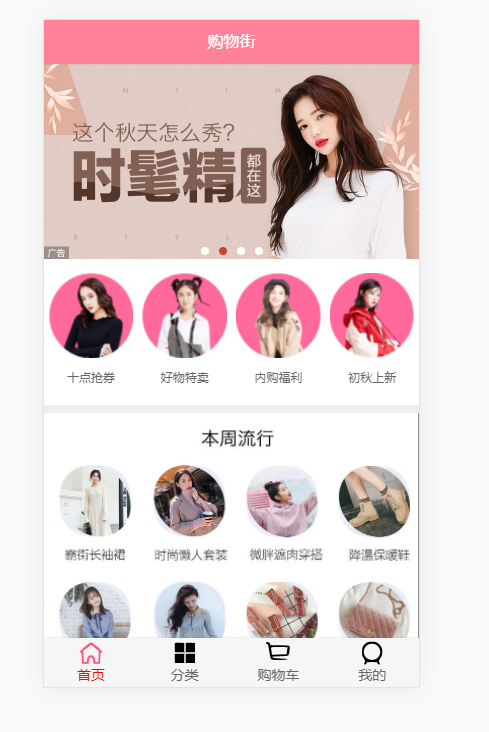 购物街
N T I M
这个秋天怎么秀?
时髦精
都在这
S T Y L
广告
十点抢券 好物特卖 内购福利 初秋上新
本周流行
霸街长袖裙 时尚懒人套装 微胖遮肉穿搭 降温保暖鞋
首页 分类 购物车 我的